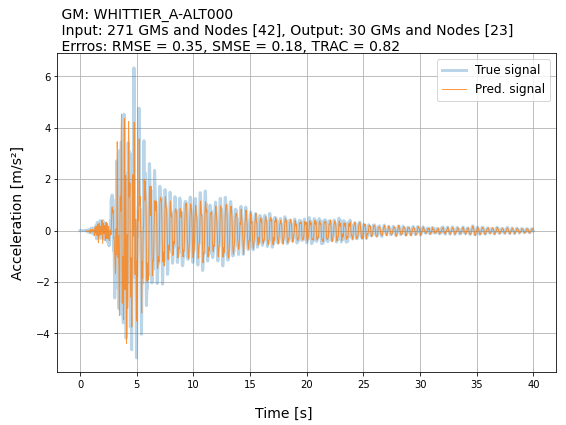 GM: WHITTIER_A-ALT000
Input: 271 GMs and Nodes [42], Output: 30 GMs and Nodes [23]
Errros: RMSE = 0.35, SMSE = 0.18, TRAC = 0.82
True signal
Pred. signal
Acceleration [m/s²]
6
4
2
0
−2
−4
0 5 10 15 20 25 30 35 40
Time [s]